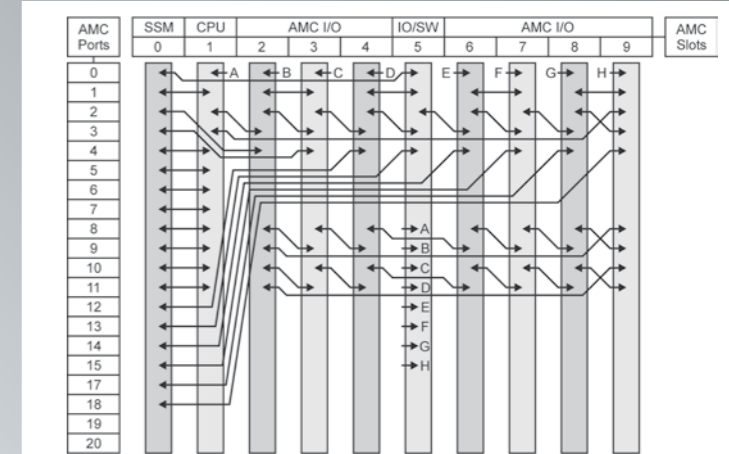 AMC Ports SSM CPU AMC I/O IO/SW AMC I/O AMC Slots
0 1 2 3 4 5 6 7 8 9
0 A B C D E F G H
1
2
3
4
5
6
7
8 A
9 B
10 C
11 D
12 E
13 F
14 G
15 H
17
18
19
20